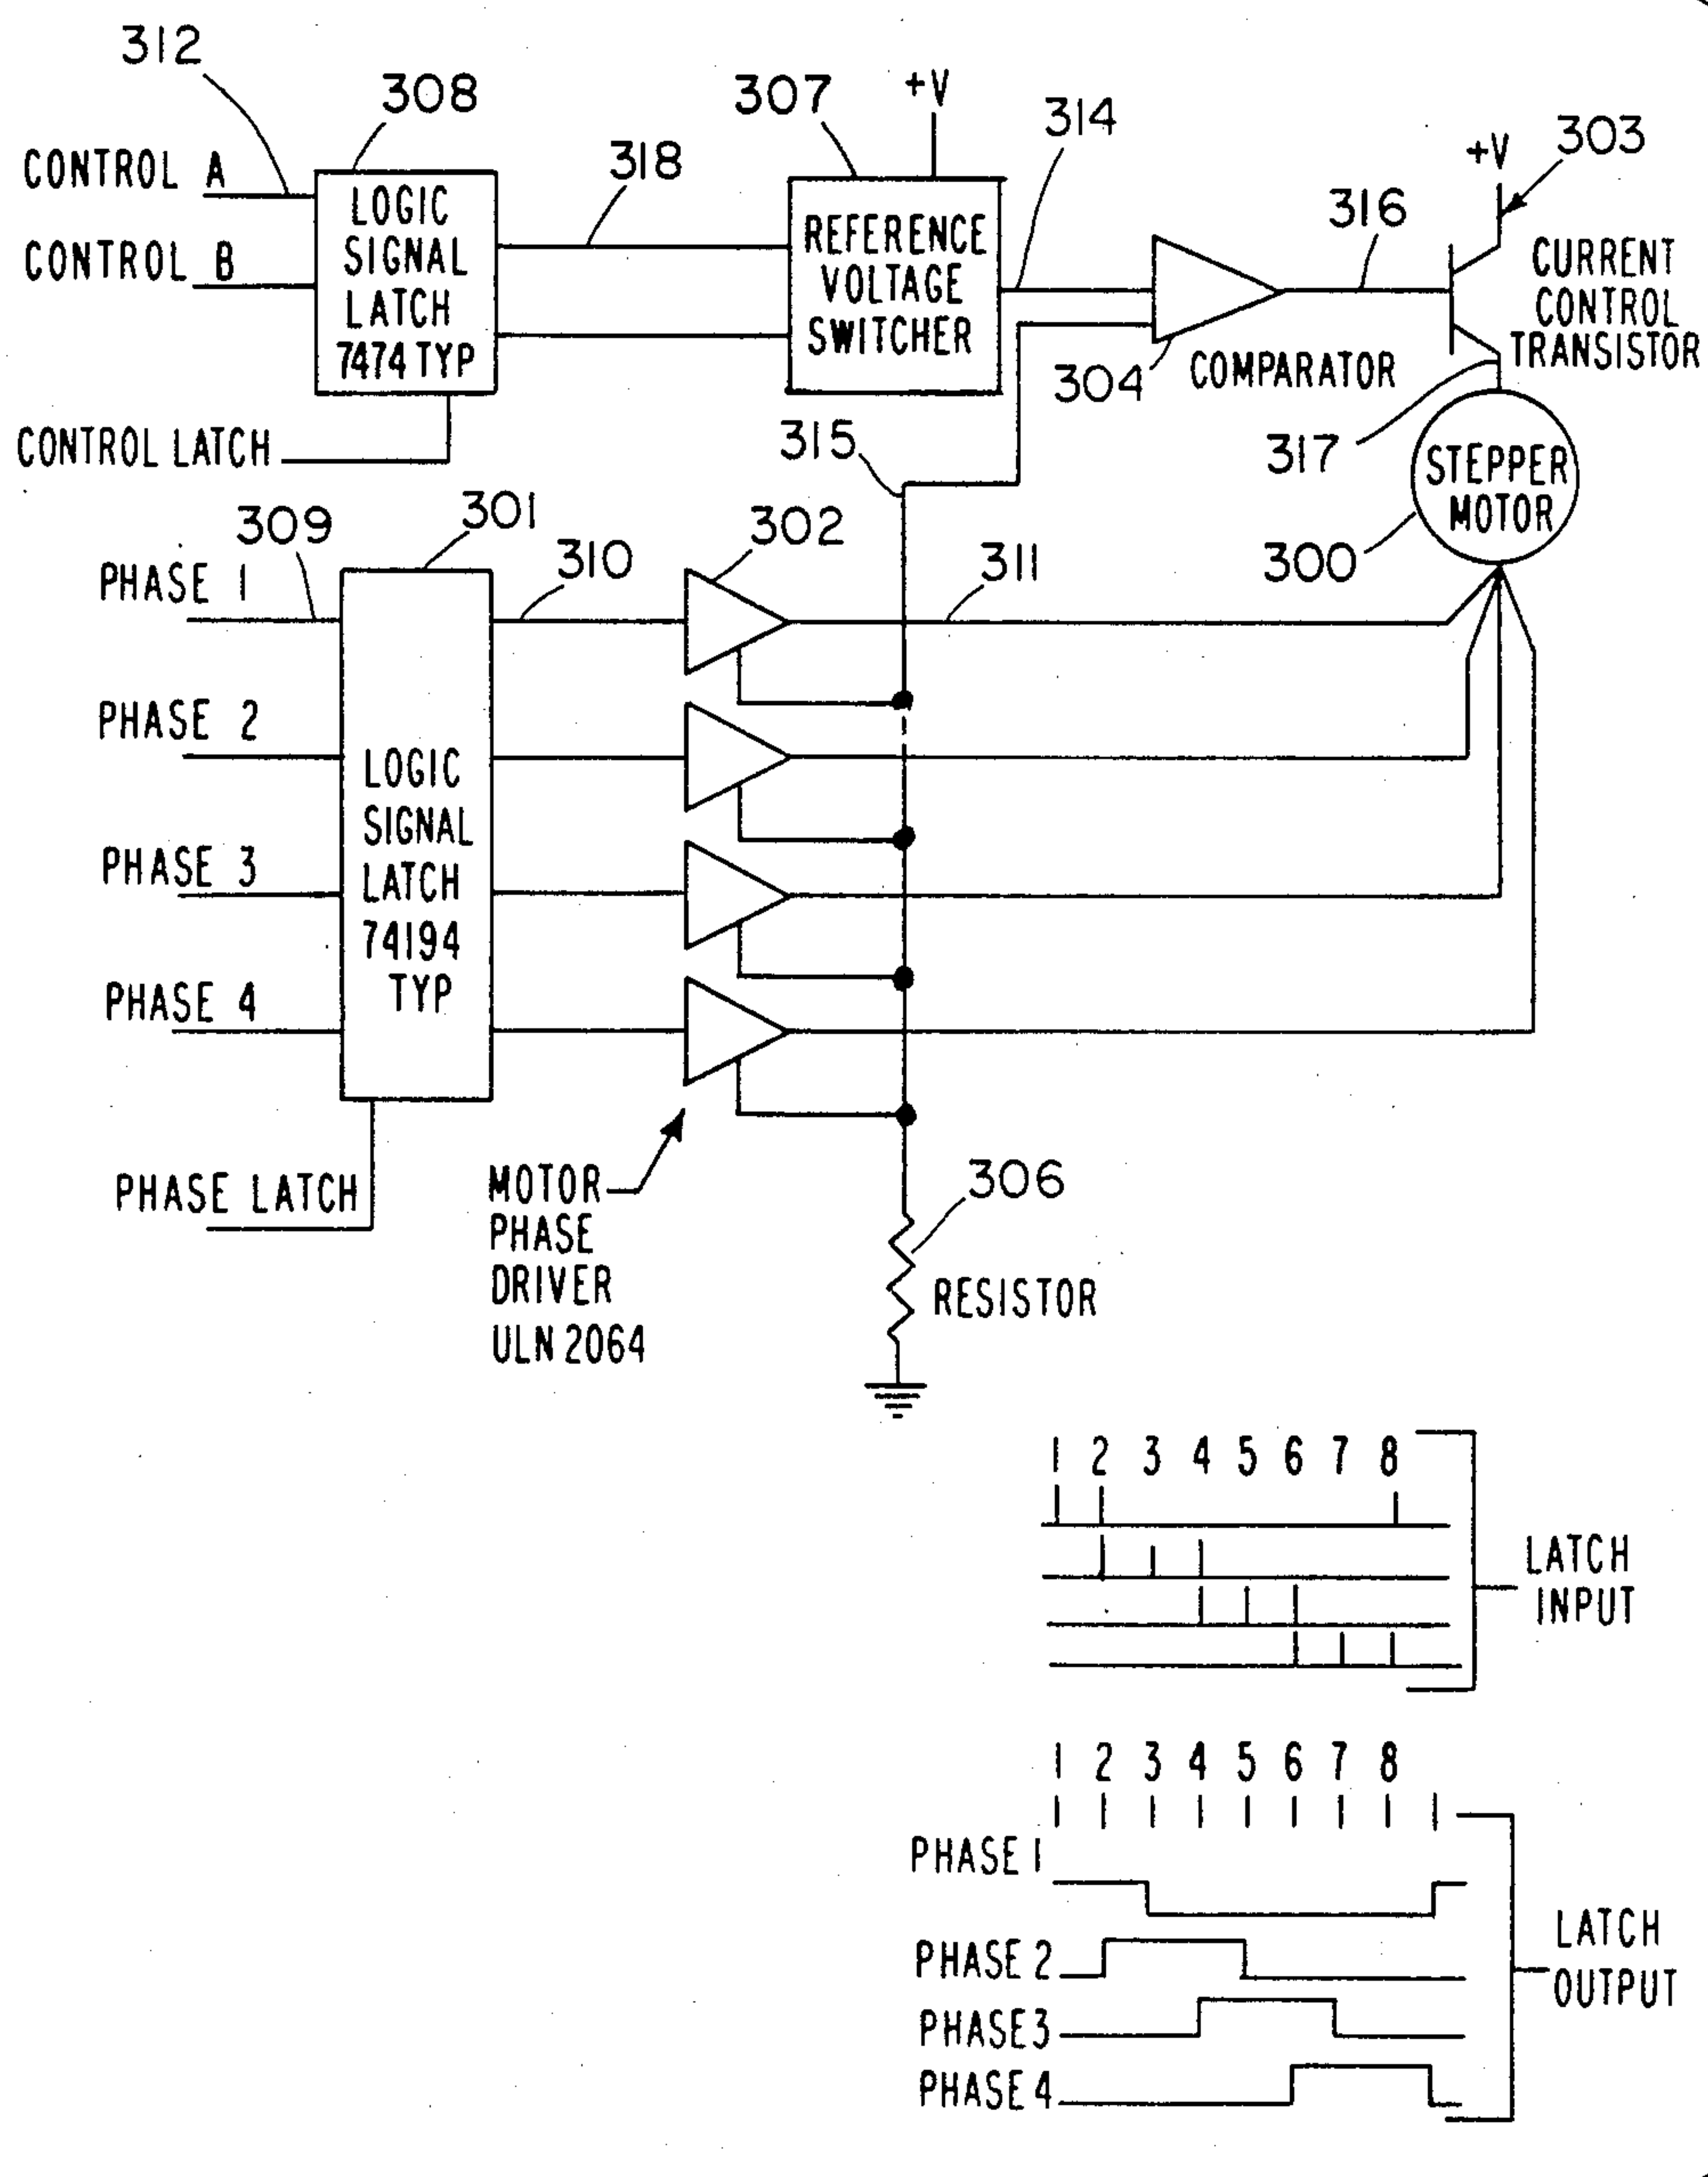 312
308
307
+V
314
303
+V
CONTROL A
318
316
CONTROL B
LOGIC
SIGNAL
LATCH
7474 TYP
REFERENCE
VOLTAGE
SWITCHER
CURRENT
CONTROL
TRANSISTOR
304
COMPARATOR
CONTROL LATCH
315
317
STEPPER
MOTOR
309
301
310
302
311
300
PHASE 1
PHASE 2
PHASE 3
PHASE 4
LOGIC
SIGNAL
LATCH
74194
TYP
PHASE LATCH
MOTOR
PHASE
DRIVER
ULN 2064
306
RESISTOR
1 2 3 4 5 6 7 8
LATCH
INPUT
1 2 3 4 5 6 7 8
PHASE 1
PHASE 2
PHASE 3
PHASE 4
LATCH
OUTPUT